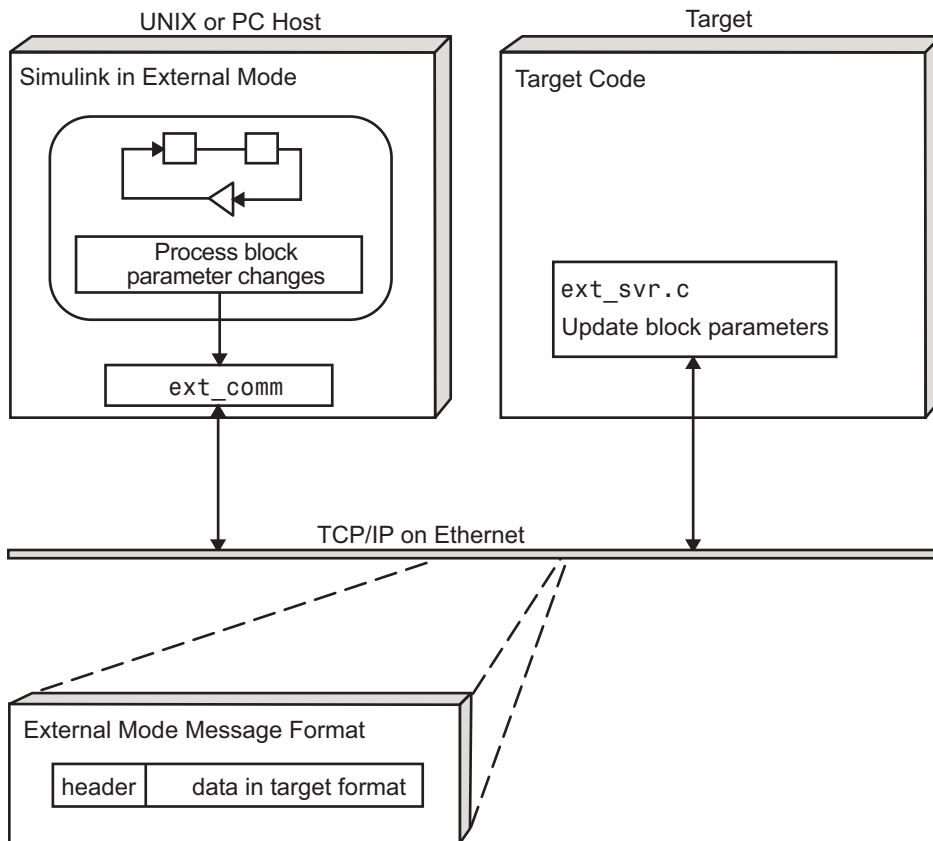 UNIX or PC Host
Target
Simulink in External Mode
Target Code
Process block
parameter changes
ext_comm
ext_svr.c
Update block parameters
TCP/IP on Ethernet
External Mode Message Format
header
data in target format